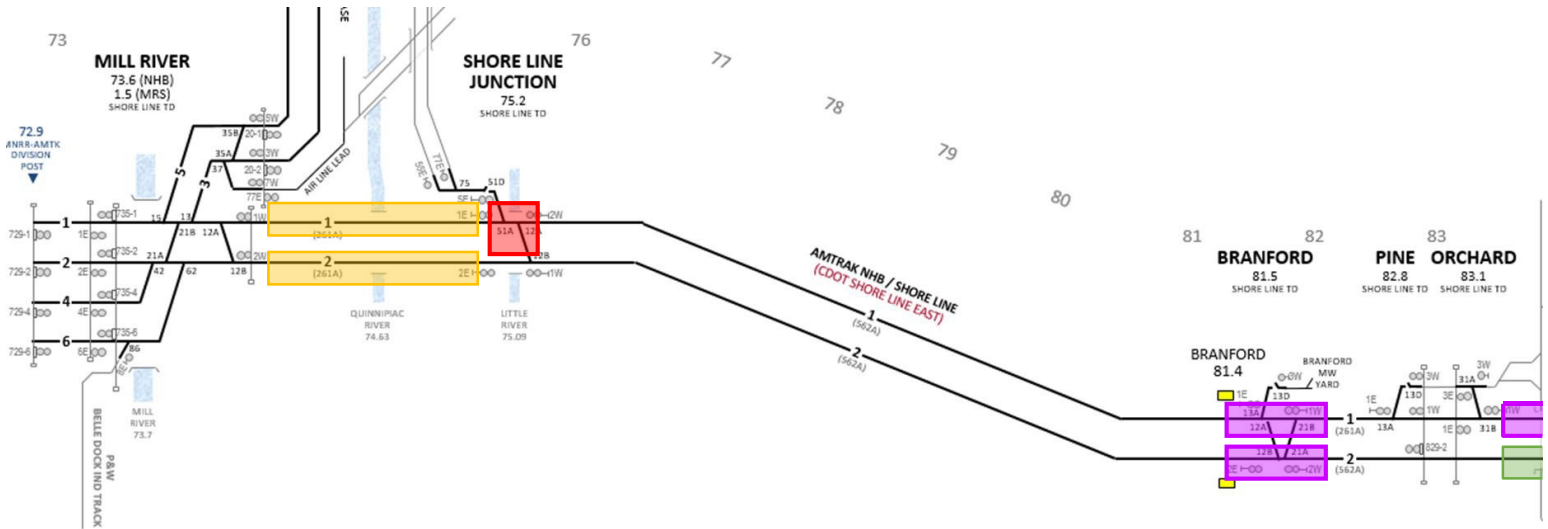 73
MILL RIVER
73.6 (NHB)
1.5 (MRS)
SHORE LINE TD
72.9
MNRR-AMTK
DIVISION
POST
SHORE LINE
JUNCTION
75.2
SHORE LINE TD
76
77
78
79
80
81
82
83
BRANFORD
81.5
SHORE LINE TD
PINE ORCHARD
82.8 83.1
SHORE LINE TD SHORE LINE TD
5W
35B
20-1
35A
3W
37
20-2
7W
77E
AIR LINE LEAD
5
3
55E
77E
75
51D
5E
1
735-1
15
13
1W
1
(261A)
1E
2W
729-1
1E
21B
12A
51A
12A
2
735-2
21A
2W
2
(261A)
12B
729-2
2E
42
62
12B
2E
1W
4
735-4
729-4
4E
6
735-6
729-6
6E
86
8E
QUINNIPIAC
RIVER
74.63
LITTLE
RIVER
75.09
MILL
RIVER
73.7
BELLE DOCK IND TRACK
P&W
AMTRAK NHB / SHORE LINE
(CDOT SHORE LINE EAST)
1
(562A)
2
(562A)
BRANFORD
81.4
BRANFORD
MW
YARD
3W
1E
13D
13A
1W
12A
21B
1
(261A)
12B
21A
2E
2W
2
(562A)
1E
13D
13A
3W
1W
829-2
31A
3W
3E
1E
31B
1W